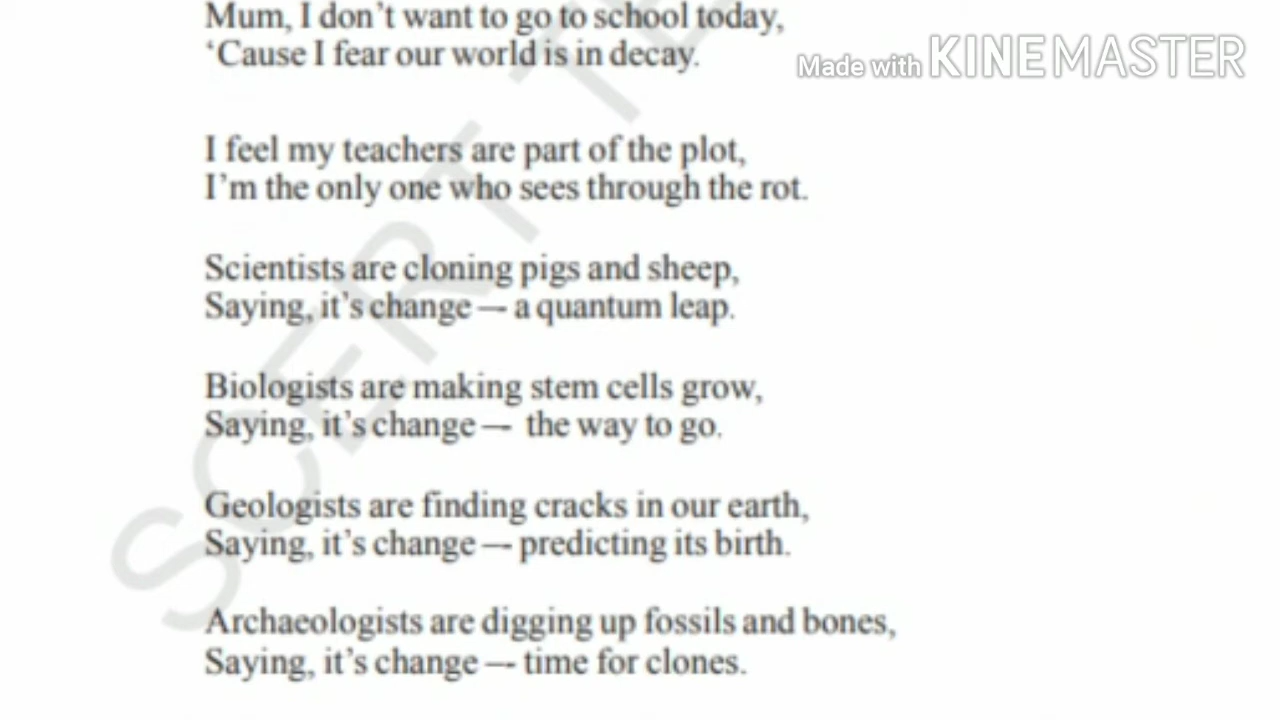 Mum, I don't want to go to school today,
Made with KINEMASTER
'Cause I fear our world is in decay.
I feel my teachers are part of the plot,
I'm the only one who sees through the rot.
Scientists are cloning pigs and sheep,
Saying, it's change — a quantum leap.
Biologists are making stem cells grow,
Saying, it's change — the way to go.
Geologists are finding cracks in our earth,
Saying, it's change — predicting its birth.
Archaeologists are digging up fossils and bones,
Saying, it's change — time for clones.
SCERT TE